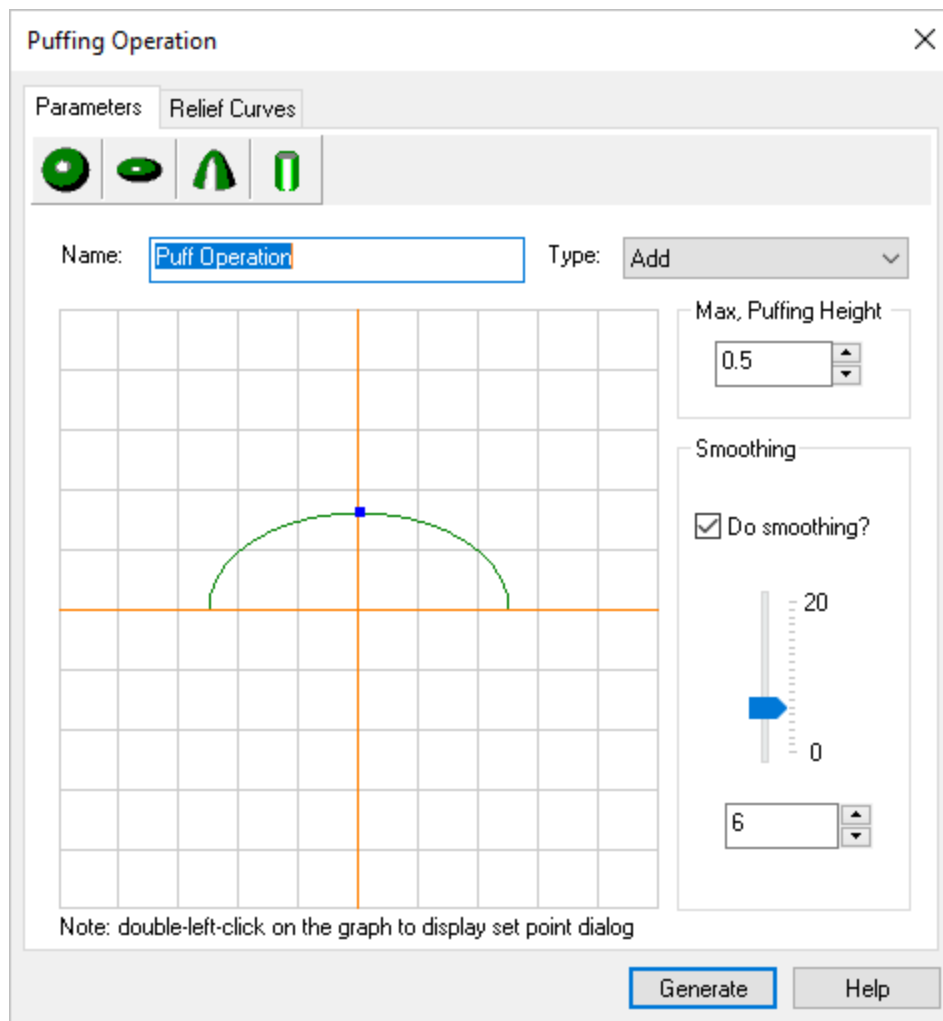 Puffing Operation
Parameters
Relief Curves
Name: Puff Operation
Type: Add
Max, Puffing Height
0.5
Smoothing
Do smoothing?
20
0
6
Note: double-left-click on the graph to display set point dialog
Generate
Help